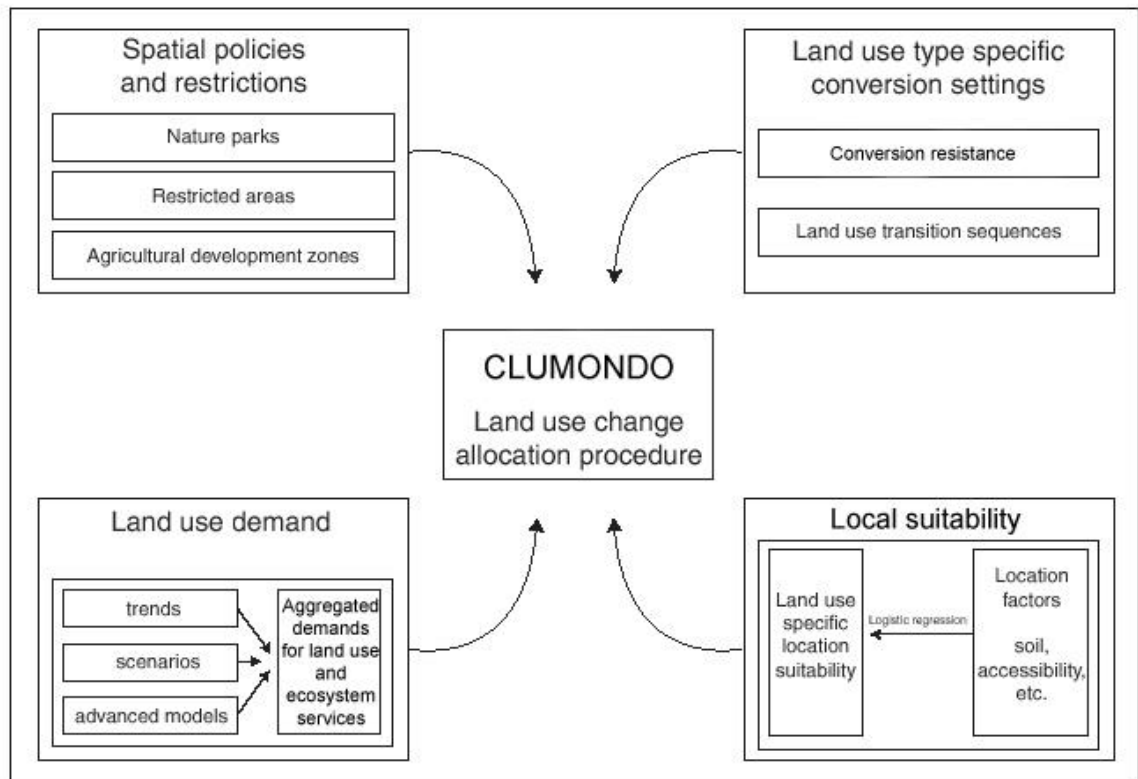 Spatial policies
and restrictions
Nature parks
Restricted areas
Agricultural development zones
Land use type specific
conversion settings
Conversion resistance
Land use transition sequences
CLUMONDO
Land use change
allocation procedure
Land use demand
trends
scenarios
advanced models
Aggregated
demands
for land use
and
ecosystem
services
Local suitability
Land use
specific
location
suitability
Logistic regression
Location
factors
soil,
accessibility,
etc.